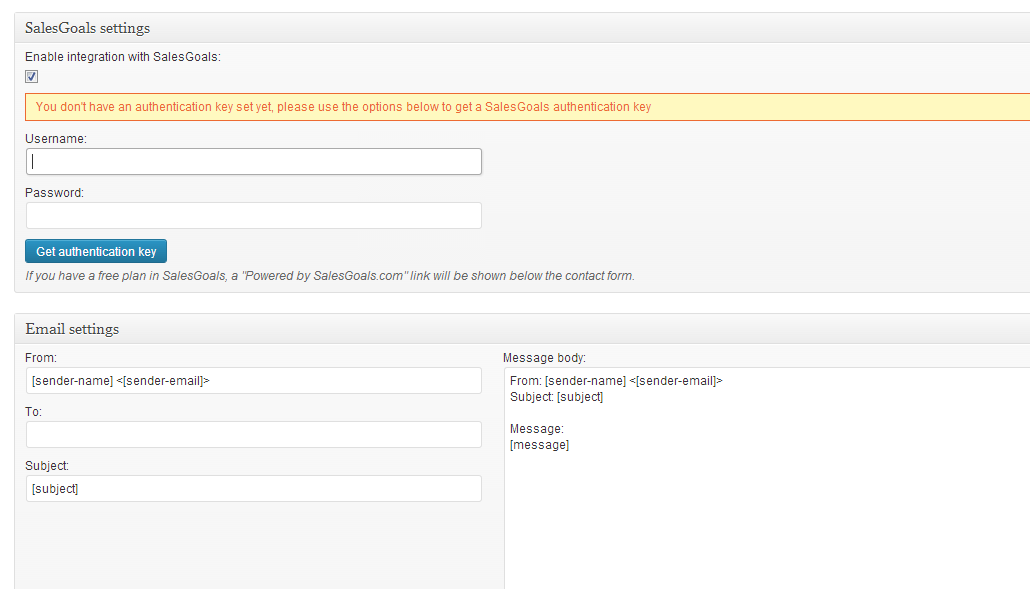 SalesGoals settings
Enable integration with SalesGoals:
You don't have an authentication key set yet, please use the options below to get a SalesGoals authentication key
Username:
Password:
Get authentication key
If you have a free plan in SalesGoals, a "Powered by SalesGoals.com" link will be shown below the contact form.
Email settings
From:
[sender-name] <[sender-email]>
To:
Subject:
[subject]
Message body:
From: [sender-name] <[sender-email]>
Subject: [subject]
Message:
[message]